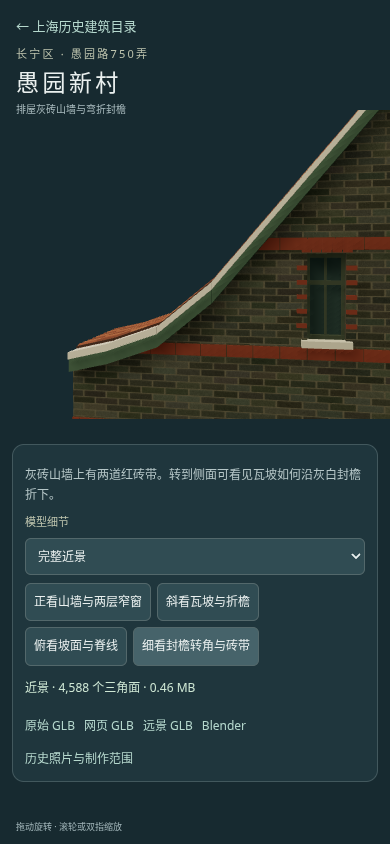 ← 上海历史建筑目录
长宁区 · 愚园路750弄
愚园新村
排屋灰砖山墙与弯折封檐
灰砖山墙上有两道红砖带。转到侧面可看见瓦坡如何沿灰白封檐
折下。
模型细节
完整近景
正看山墙与两层窄窗 斜看瓦坡与折檐
俯看坡面与脊线 细看封檐转角与砖带
近景 · 4,588 个三角面 · 0.46 MB
原始 GLB 网页 GLB 远景 GLB Blender
历史照片与制作范围
拖动旋转 · 滚轮或双指缩放